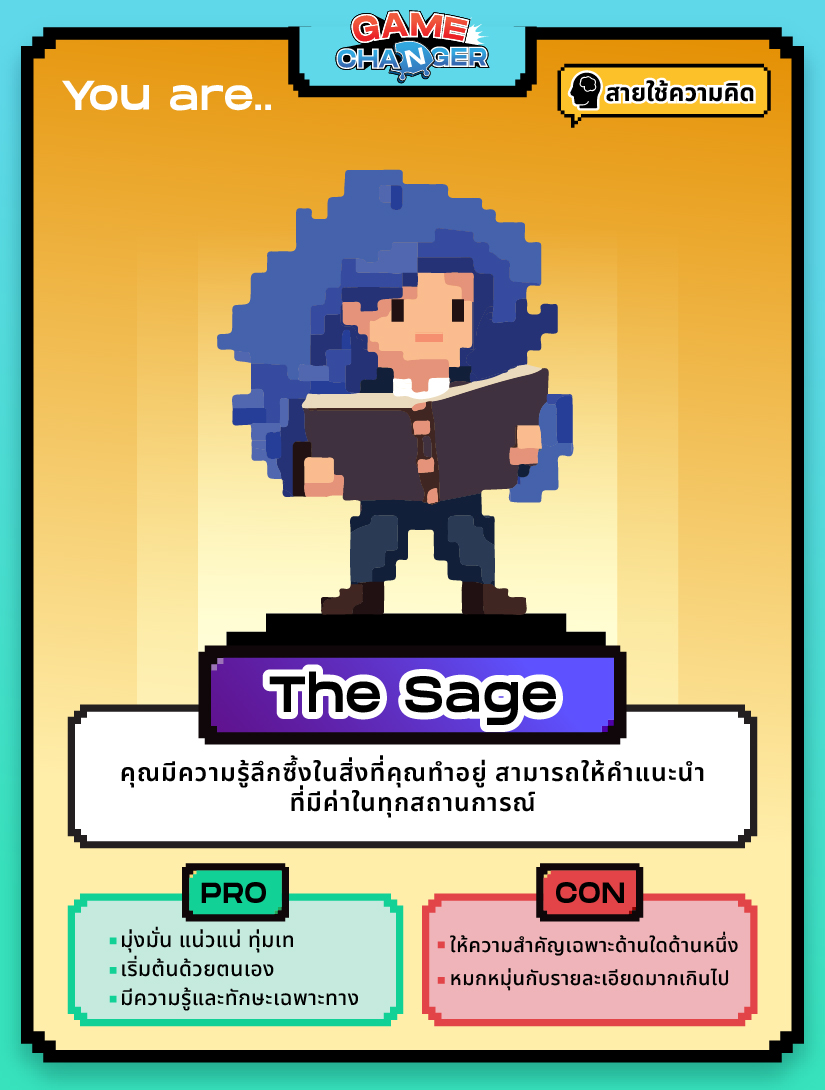 GAME
CHANGER
You are..
สายใช้ความคิด
The Sage
คุณมีความรู้ลึกซึ้งในสิ่งที่คุณทำอยู่ สามารถให้คำแนะนำ
ที่มีค่าในทุกสถานการณ์
PRO
มุ่งมั่น แน่วแน่ ทุ่มเท
เริ่มต้นด้วยตนเอง
มีความรู้และทักษะเฉพาะทาง
CON
ให้ความสำคัญเฉพาะด้านใดด้านหนึ่ง
หมกหมุ่นกับรายละเอียดมากเกินไป